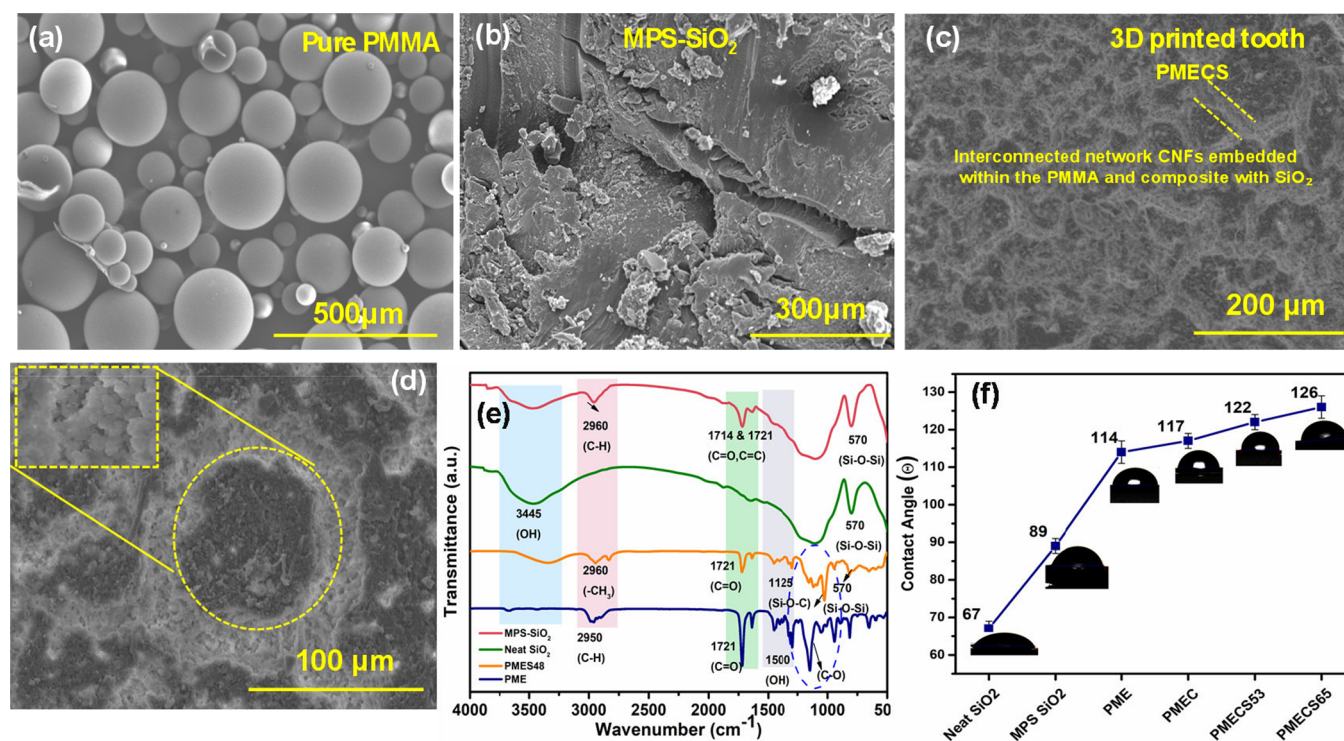 (a)
Pure PMMA
500μm
(b)
MPS-SiO₂
300μm
(c)
3D printed tooth
PMECS
Interconnected network CNFs embedded
within the PMMA and composite with SiO₂
200 μm
(d)
100 μm
(e)
Transmittance (a.u.)
2960
(C-H)
1714 & 1721
(C=O,C=C)
570
(Si-O-Si)
3445
(OH)
570
(Si-O-Si)
2960
(-CH₃)
1721
(C=O)
1125
(Si-O-C)
570
(Si-O-Si)
2950
(C-H)
1721
(C=O)
1500
(OH)
(C-O)
MPS-SiO₂
Neat SiO₂
PMES48
PME
4000 3500 3000 2500 2000 1500 1000 50
Wavenumber (cm⁻¹)
(f)
Contact Angle (Θ)
130
120
110
100
90
80
70
60
67
89
114
117
122
126
Neat SiO2
MPS SiO2
PME
PMEC
PMECS53
PMECS65